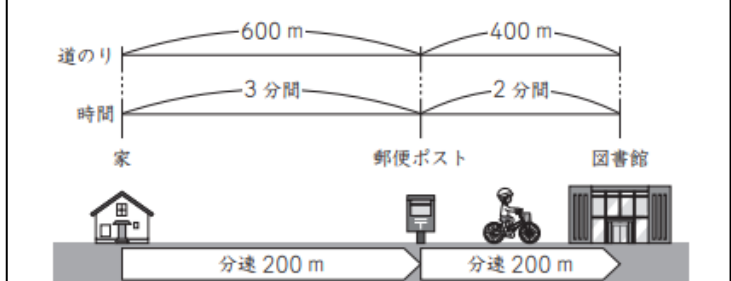 600 m 400 m
道のり
3 分間 2 分間
時間
家 郵便ポスト 図書館
分速 200 m 分速 200 m